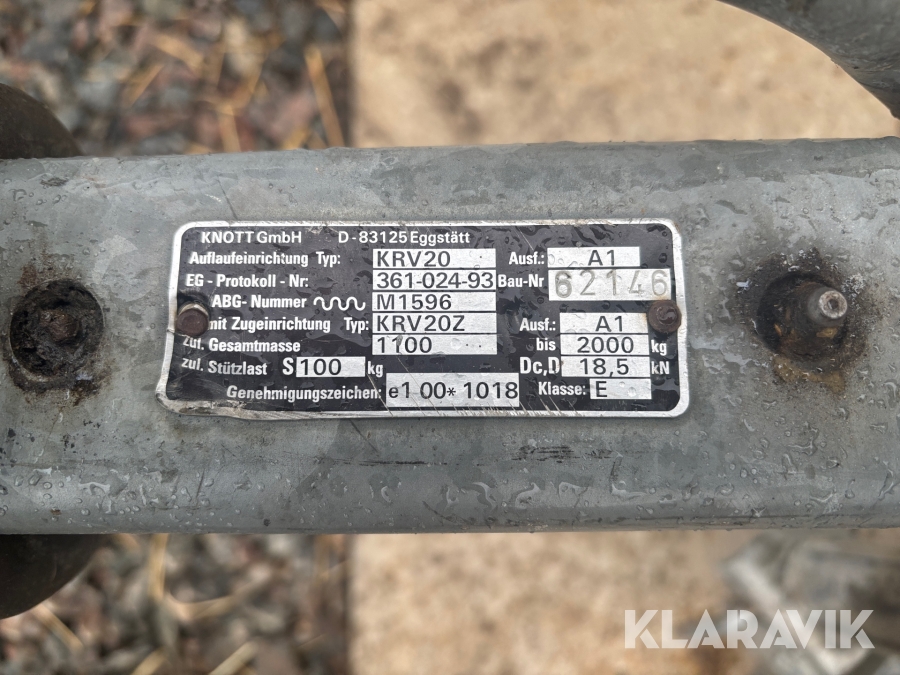 KNOTT GmbH D-83125 Eggstätt
Auflaufeinrichtung Typ: KRV20 Ausf.: A1
EG - Protokoll - Nr: 361-024-93 Bau-Nr 62146
ABG-Nummer M1596
mit Zugeinrichtung Typ: KRV20Z Ausf.: A1
zul. Gesamtmasse 1100 bis 2000 kg
zul. Stützlast S 100 kg Dc,D 18,5 kN
Genehmigungszeichen: e1 00* 1018 Klasse: E
KLARAVIK